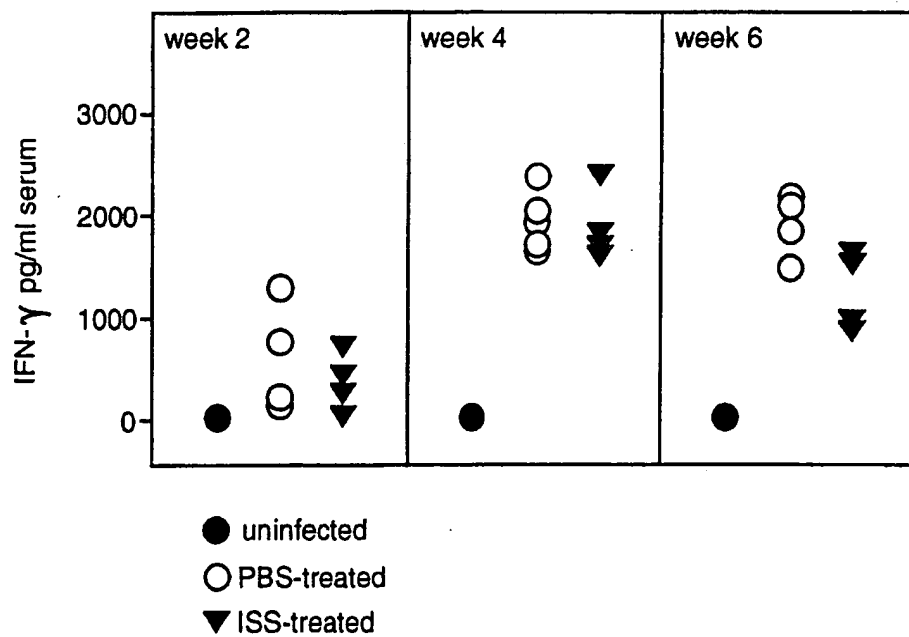 week 2
week 4
week 6
IFN-γ pg/ml serum
3000
2000
1000
0
uninfected
PBS-treated
ISS-treated